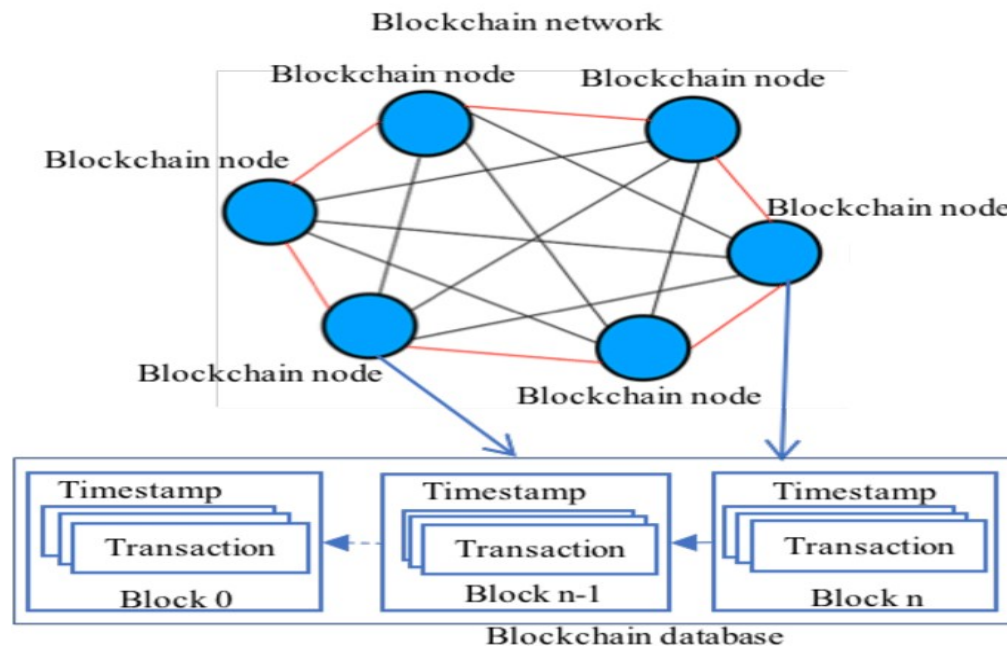 Blockchain network
Blockchain node
Blockchain node
Blockchain node
Blockchain node
Blockchain node
Blockchain node
Timestamp
Transaction
Block 0
Timestamp
Transaction
Block n-1
Timestamp
Transaction
Block n
Blockchain database